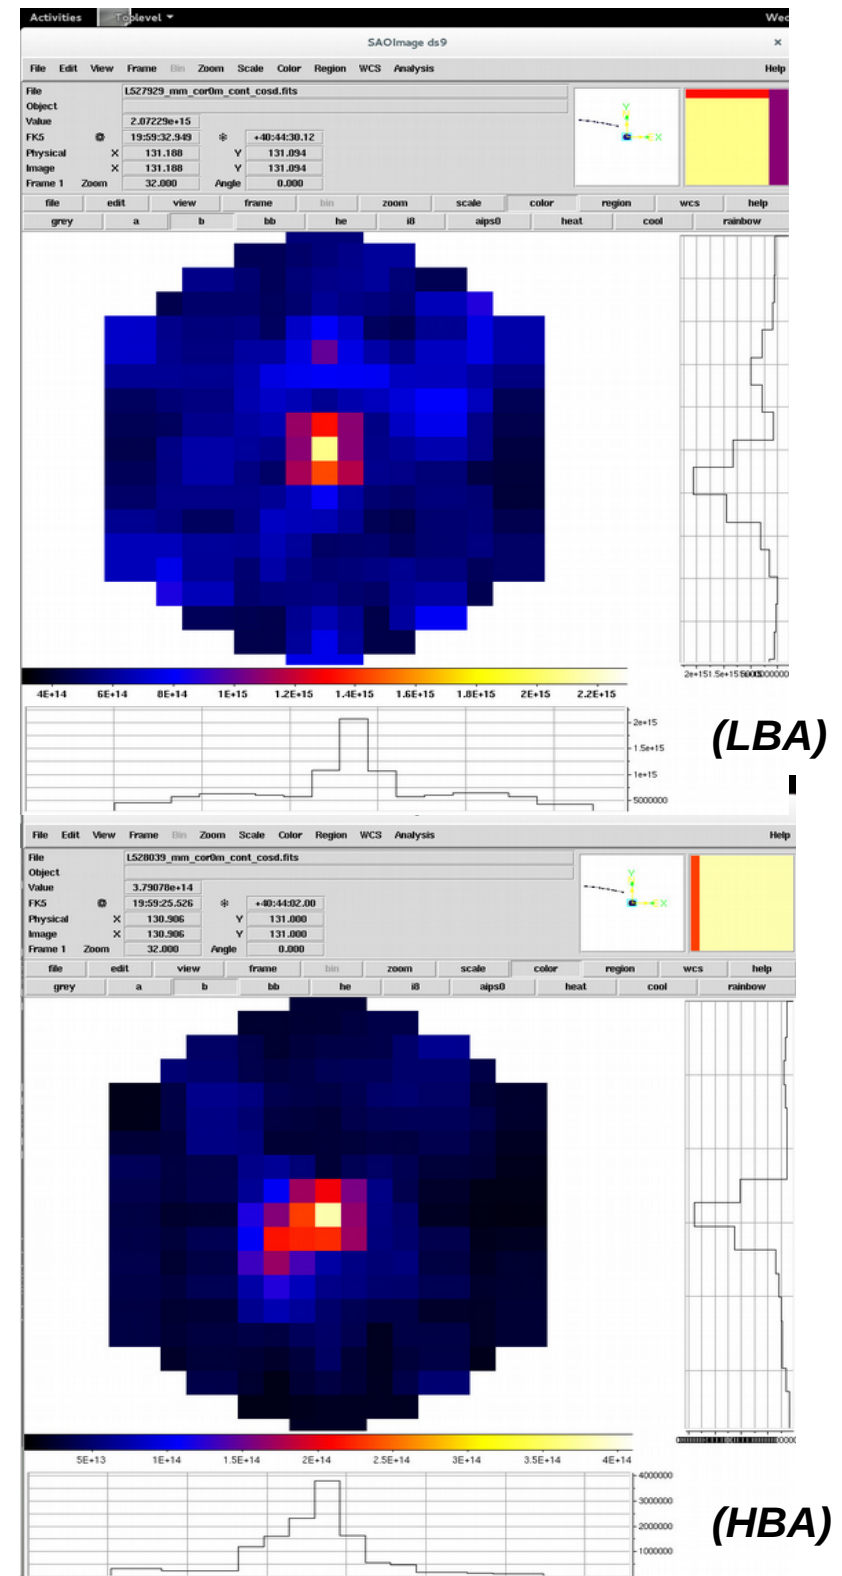 Activities Toplevel Wed
SAOImage ds9 ×
File Edit View Frame Bin Zoom Scale Color Region WCS Analysis Help
File L527929_mm_cor0m_cont_cosd.fits
Object
Value 2.07229e+15
FK5 19:59:32.949 +40:44:30.12
Physical X 131.188 Y 131.094
Image X 131.188 Y 131.094
Frame 1 Zoom 32.000 Angle 0.000
Y
X
file edit view frame bin zoom scale color region wcs help
grey a b bb he i8 aips0 heat cool rainbow
4E+14 6E+14 8E+14 1E+15 1.2E+15 1.4E+15 1.6E+15 1.8E+15 2E+15 2.2E+15
2e+15
1.5e+15
1e+15
5000000
(LBA)
File Edit View Frame Bin Zoom Scale Color Region WCS Analysis Help
File L528039_mm_cor0m_cont_cosd.fits
Object
Value 3.79078e+14
FK5 19:59:25.526 +40:44:02.00
Physical X 130.906 Y 131.000
Image X 130.906 Y 131.000
Frame 1 Zoom 32.000 Angle 0.000
Y
X
file edit view frame bin zoom scale color region wcs help
grey a b bb he i8 aips0 heat cool rainbow
5E+13 1E+14 1.5E+14 2E+14 2.5E+14 3E+14 3.5E+14 4E+14
4000000
3000000
2000000
1000000
(HBA)